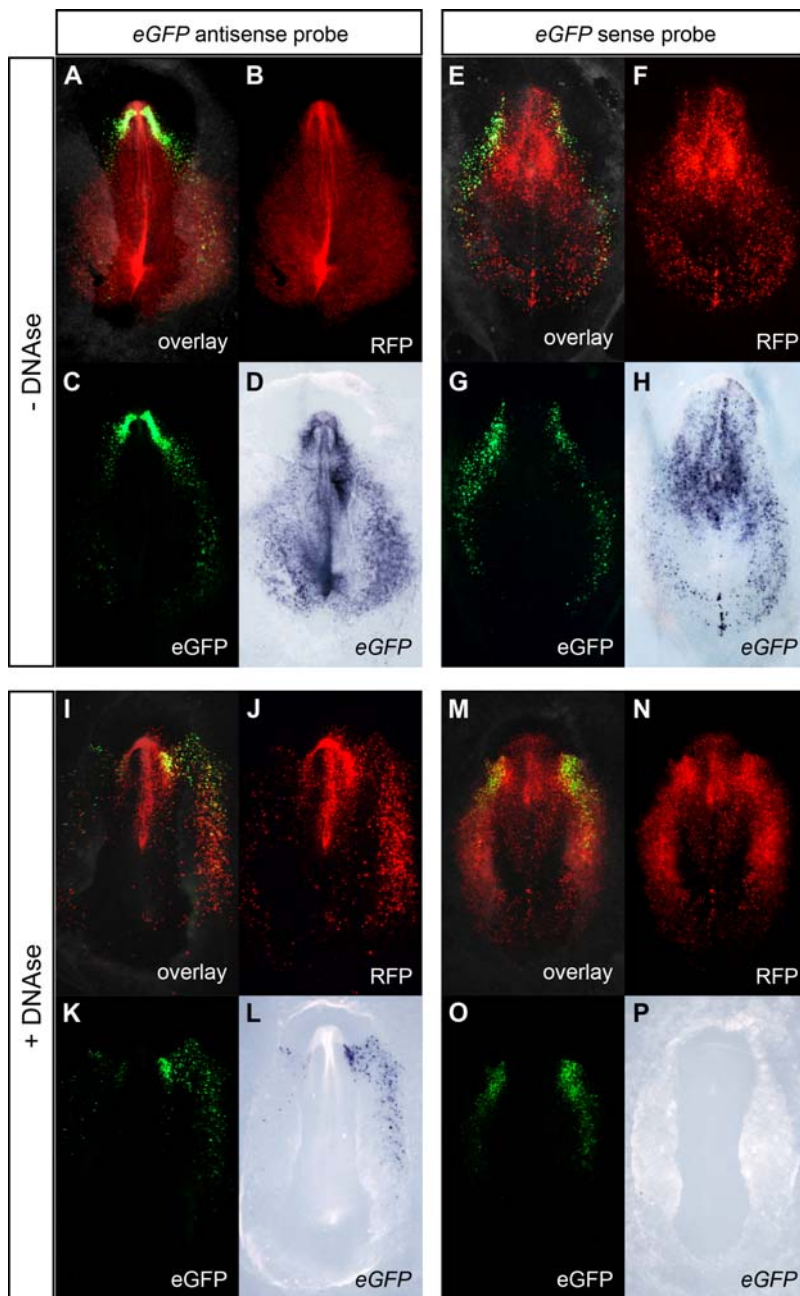 eGFP antisense probe
eGFP sense probe
- DNAse
A
B
E
F
overlay
RFP
overlay
RFP
C
D
G
H
eGFP
eGFP
eGFP
eGFP
+ DNAse
I
J
M
N
overlay
RFP
overlay
RFP
K
L
O
P
eGFP
eGFP
eGFP
eGFP